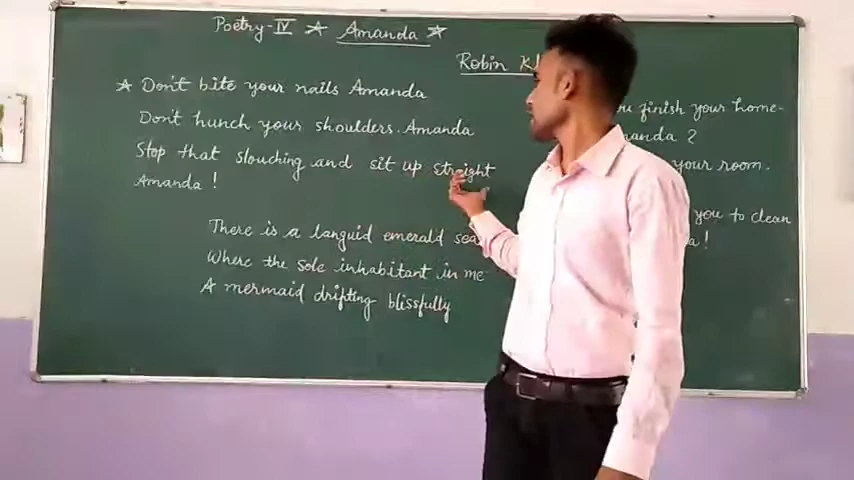 Poetry-IV ☆ Amanda ☆
Robin
☆ Don't bite your nails Amanda
Don't hunch your shoulders. Amanda
Stop that slouching and sit up straight
Amanda!
There is a languid emerald
Where the sole inhabitant in me
A mermaid drifting blissfully
finish your home-
?
your room.
you to clean
!